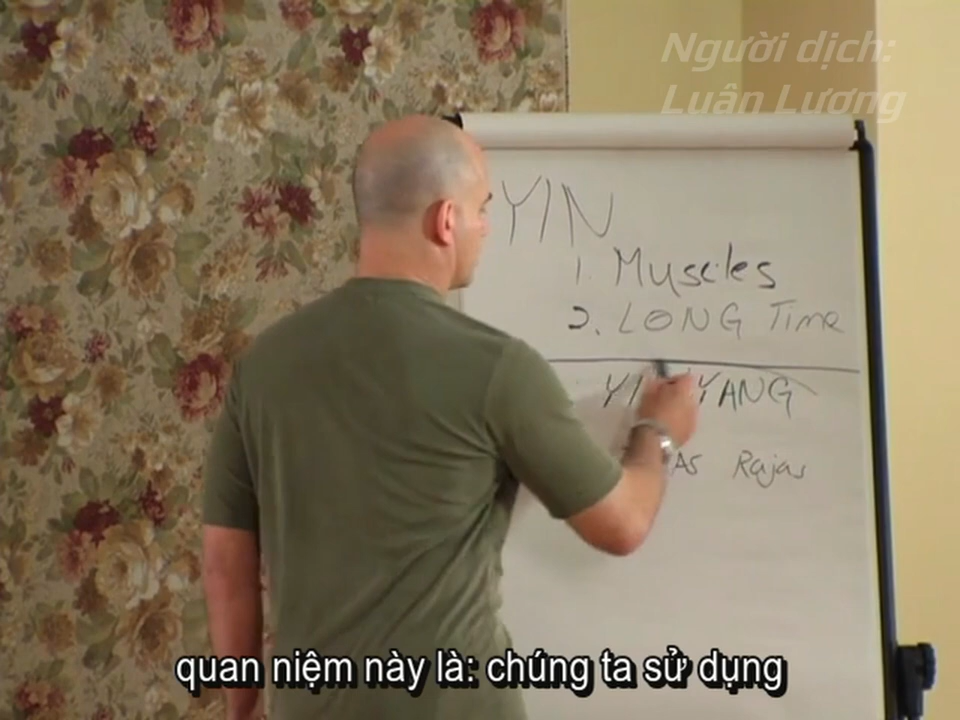 Người dịch:
Luân Lương
YIN
1. Muscles
2. LONG Time
YANG
Rajas
quan niệm này là: chúng ta sử dụng